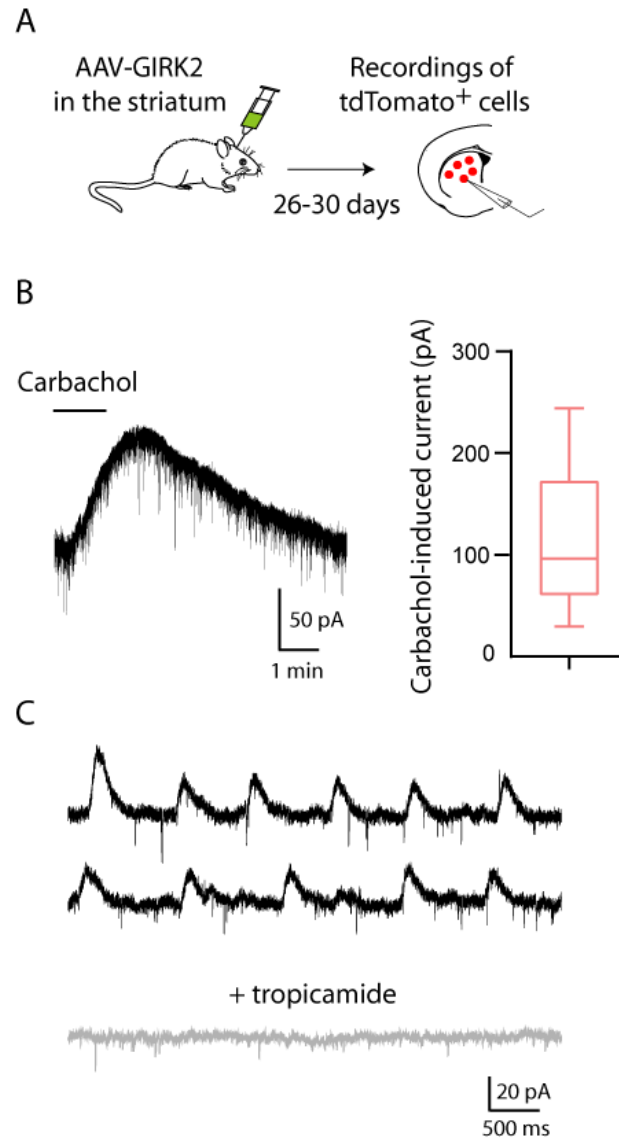 A
AAV-GIRK2
in the striatum
Recordings of
tdTomato⁺ cells
26-30 days
B
Carbachol
50 pA
1 min
Carbachol-induced current (pA)
300
200
100
0
C
+ tropicamide
20 pA
500 ms